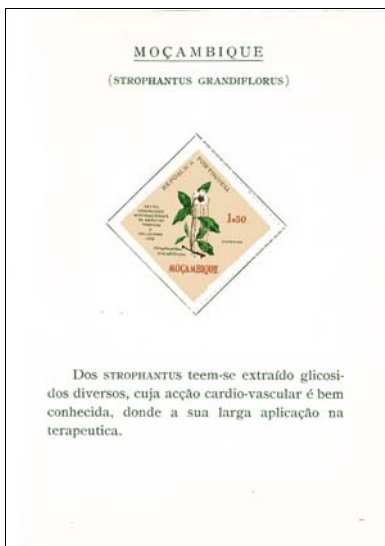 MOÇAMBIQUE
(STROPHANTUS GRANDIFLORUS)
REPÚBLICA PORTUGUESA
1$50
MOÇAMBIQUE
Dos STROPHANTUS teem-se extraído glicosi-
dos diversos, cuja acção cardio-vascular é bem
conhecida, donde a sua larga aplicação na
terapeutica.